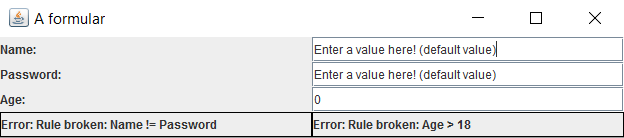 A formular
Name: Enter a value here! (default value)
Password: Enter a value here! (default value)
Age: 0
Error: Rule broken: Name != Password Error: Rule broken: Age > 18